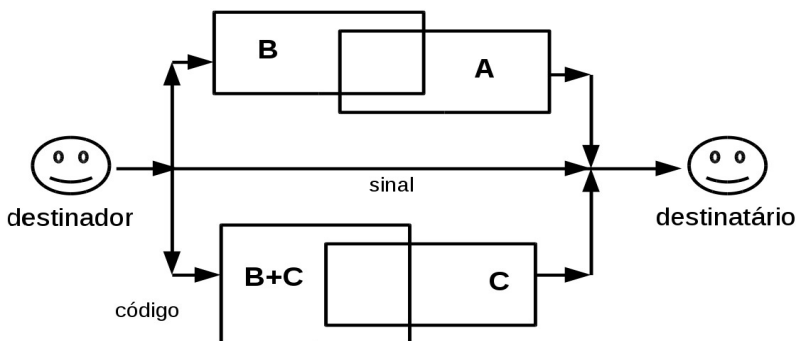 B
A
sinal
destinador
destinatário
B+C
C
código